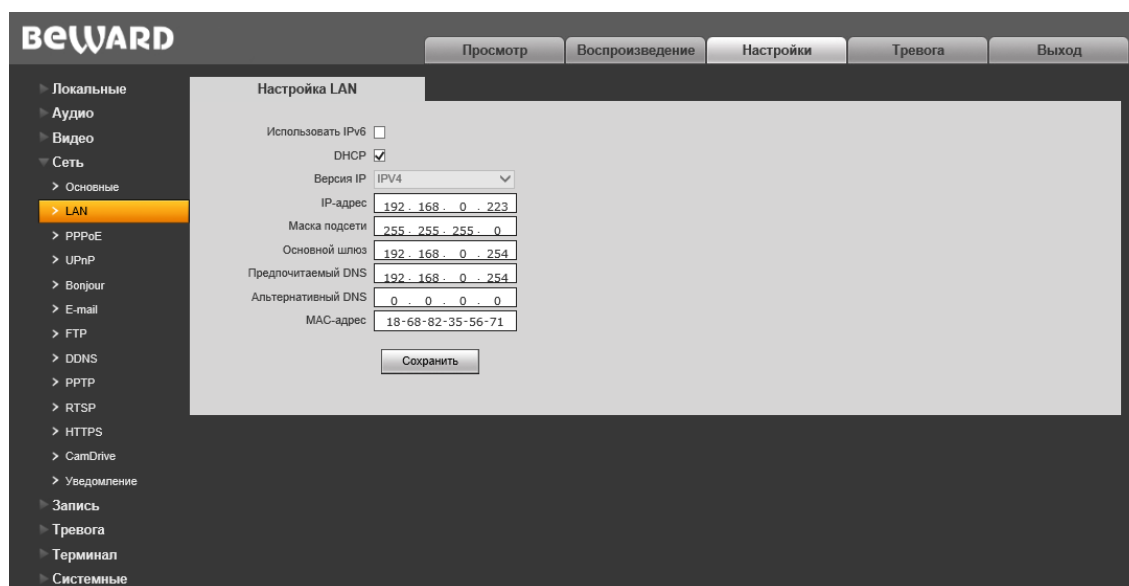 BEWARD
Просмотр Воспроизведение Настройки Тревога Выход
Локальные
Аудио
Видео
Сеть
Основные
LAN
PPPoE
UPnP
Bonjour
E-mail
FTP
DDNS
PPTP
RTSP
HTTPS
CamDrive
Уведомление
Запись
Тревога
Терминал
Системные
Настройка LAN
Использовать IPv6
DHCP
Версия IP IPV4
IP-адрес 192 . 168 . 0 . 223
Маска подсети 255 . 255 . 255 . 0
Основной шлюз 192 . 168 . 0 . 254
Предпочитаемый DNS 192 . 168 . 0 . 254
Альтернативный DNS 0 . 0 . 0 . 0
MAC-адрес 18-68-82-35-56-71
Сохранить